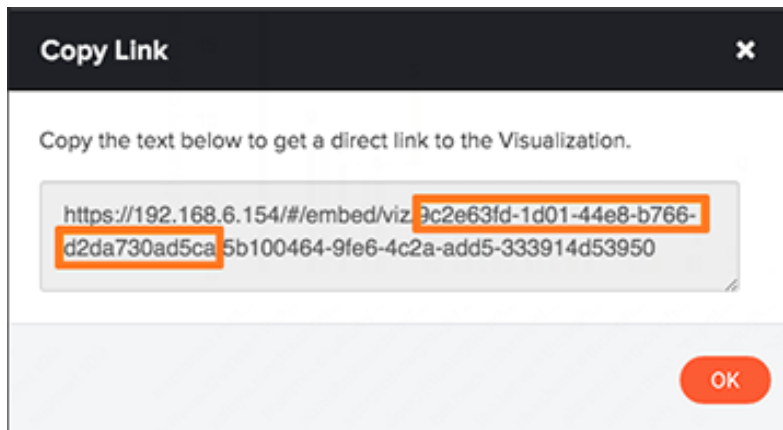 Copy Link
Copy the text below to get a direct link to the Visualization.
https://192.168.6.154/#/embed/viz/9c2e63fd-1d01-44e8-b766-
d2da730ad5ca/5b100464-9fe6-4c2a-add5-333914d53950
OK